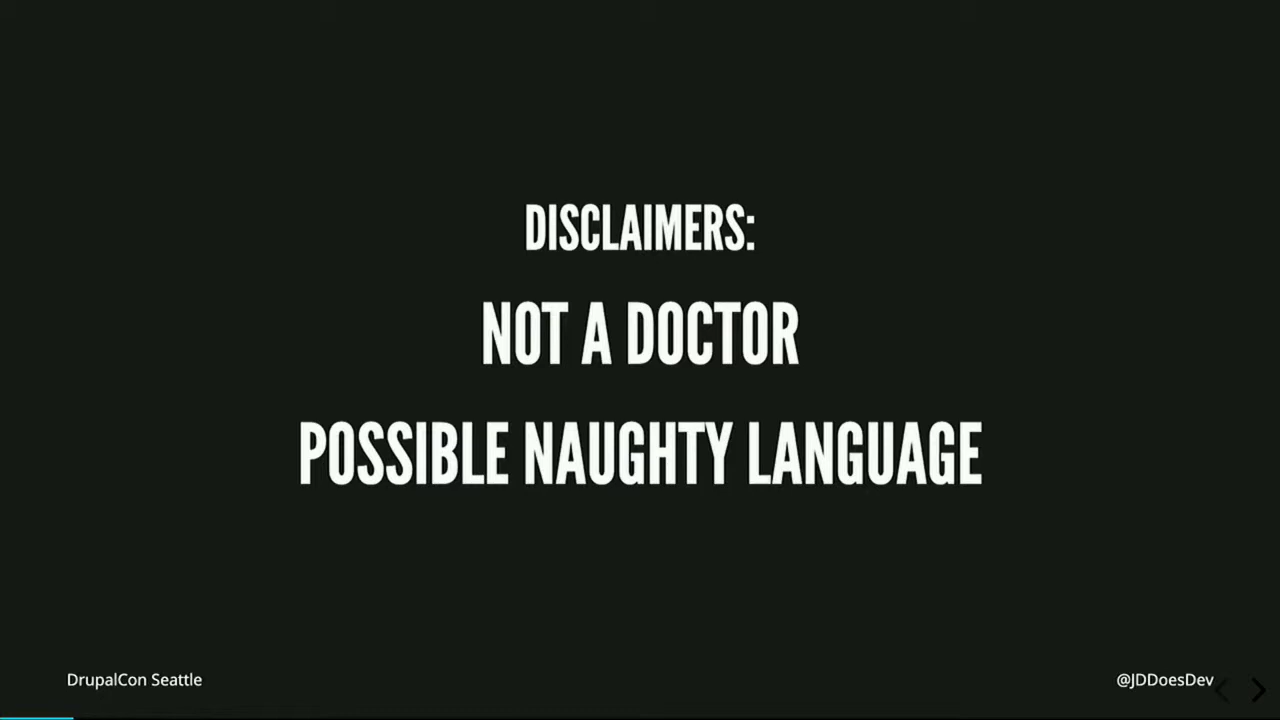 DISCLAIMERS:
NOT A DOCTOR
POSSIBLE NAUGHTY LANGUAGE
DrupalCon Seattle
@JDDoesDev